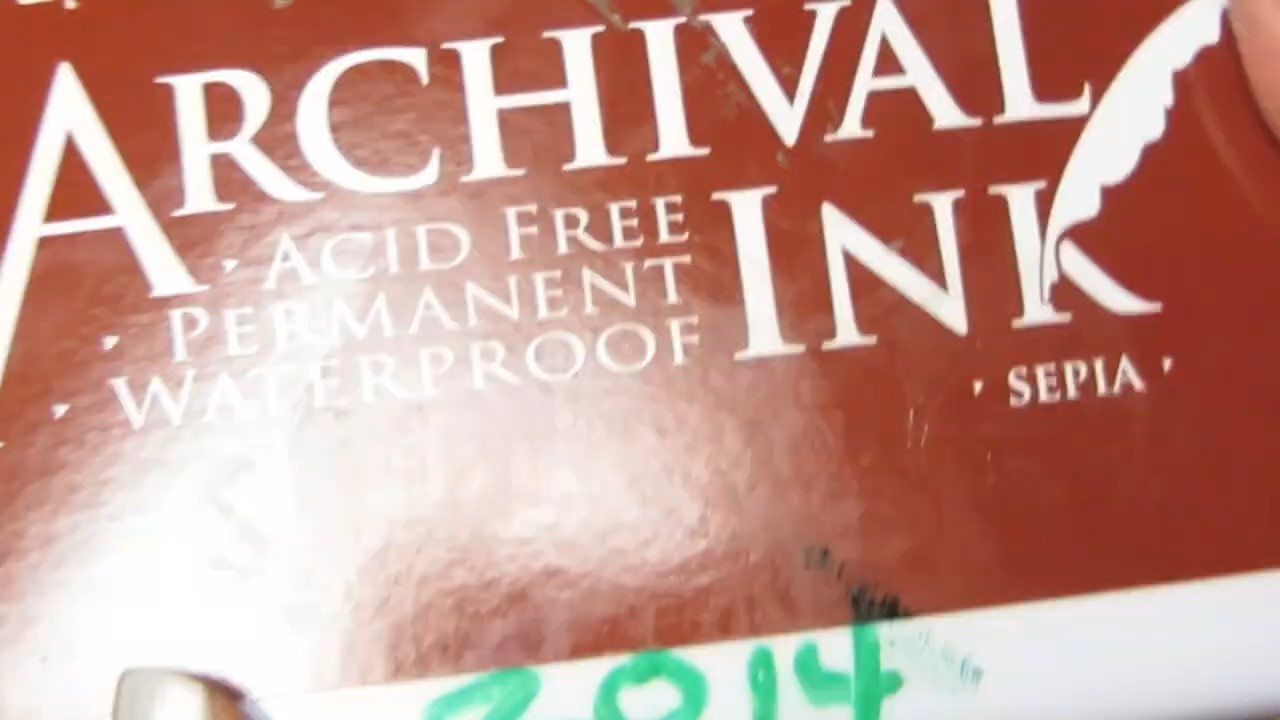 ARCHIVAL
INK
· ACID FREE
· PERMANENT
· WATERPROOF
· SEPIA ·
2014